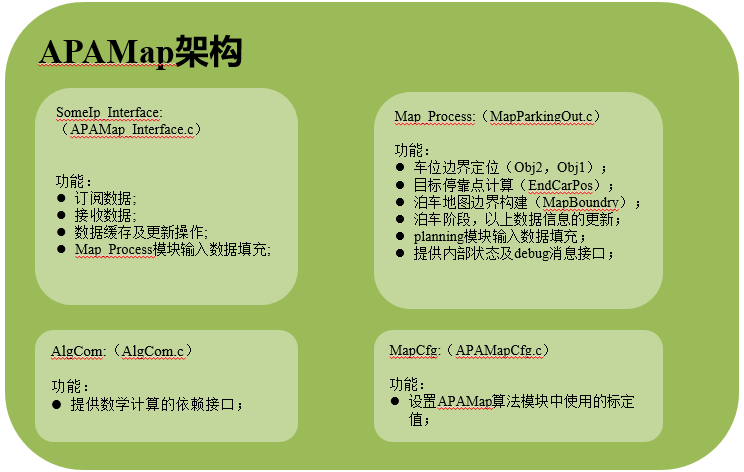 APAMap架构
SomeIp_Interface:
（APAMap_Interface.c）
功能：
● 订阅数据;
● 接收数据;
● 数据缓存及更新操作;
● Map_Process模块输入数据填充;
Map_Process:（MapParkingOut.c）
功能：
● 车位边界定位（Obj2，Obj1）；
● 目标停靠点计算（EndCarPos）；
● 泊车地图边界构建（MapBoundry）；
● 泊车阶段，以上数据信息的更新；
● planning模块输入数据填充；
● 提供内部状态及debug消息接口；
AlgCom:（AlgCom.c）
功能：
● 提供数学计算的依赖接口；
MapCfg:（APAMapCfg.c）
功能：
● 设置APAMap算法模块中使用的标定
值；